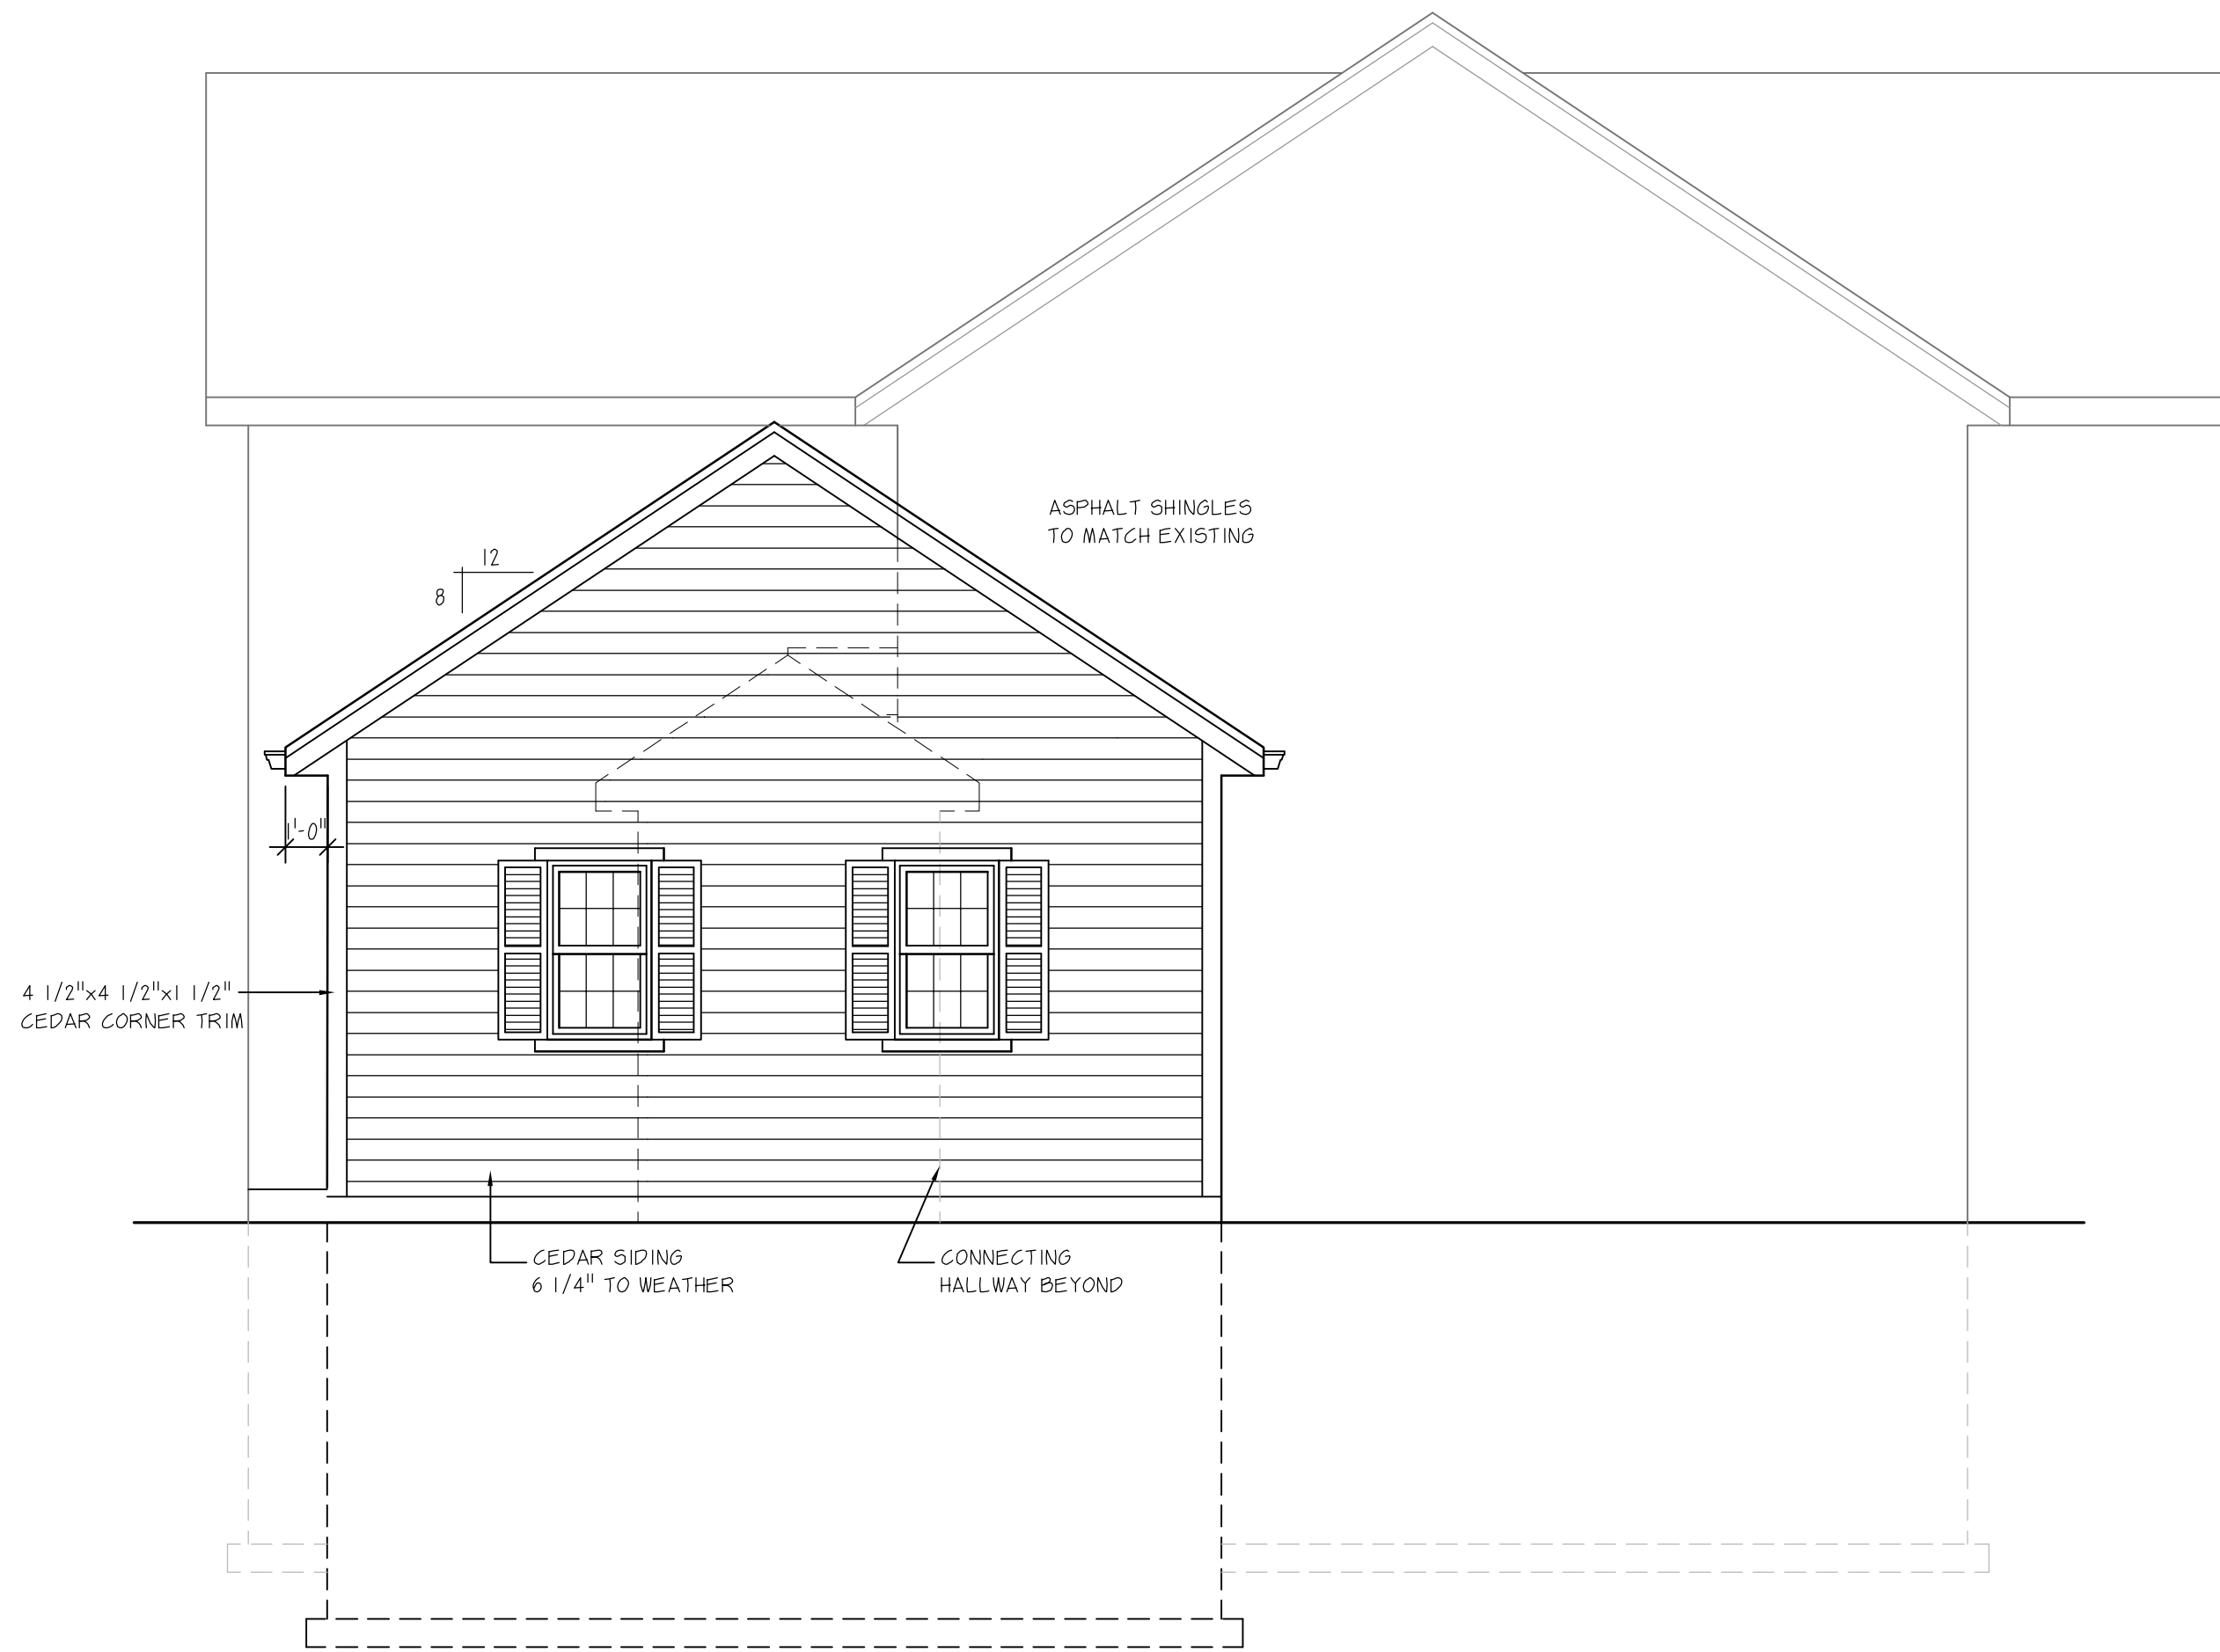 ASPHALT SHINGLES
TO MATCH EXISTING
12
8
1'-0"
4 1/2"x4 1/2"x1 1/2"
CEDAR CORNER TRIM
CEDAR SIDING
6 1/4" TO WEATHER
CONNECTING
HALLWAY BEYOND